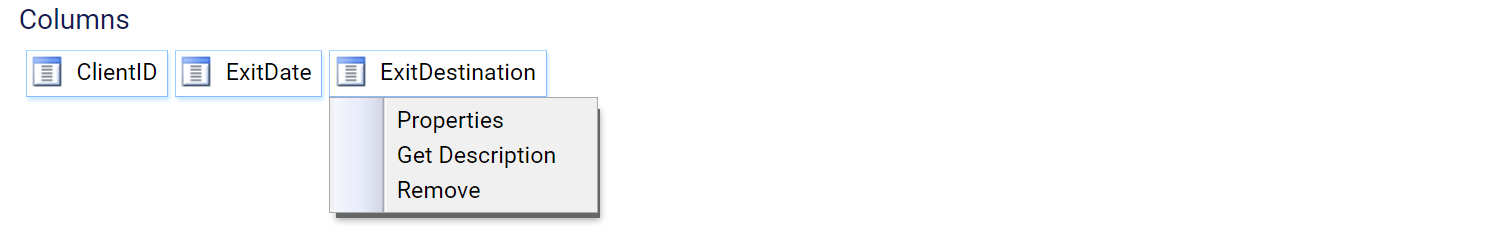 Columns
ClientID ExitDate ExitDestination
Properties
Get Description
Remove